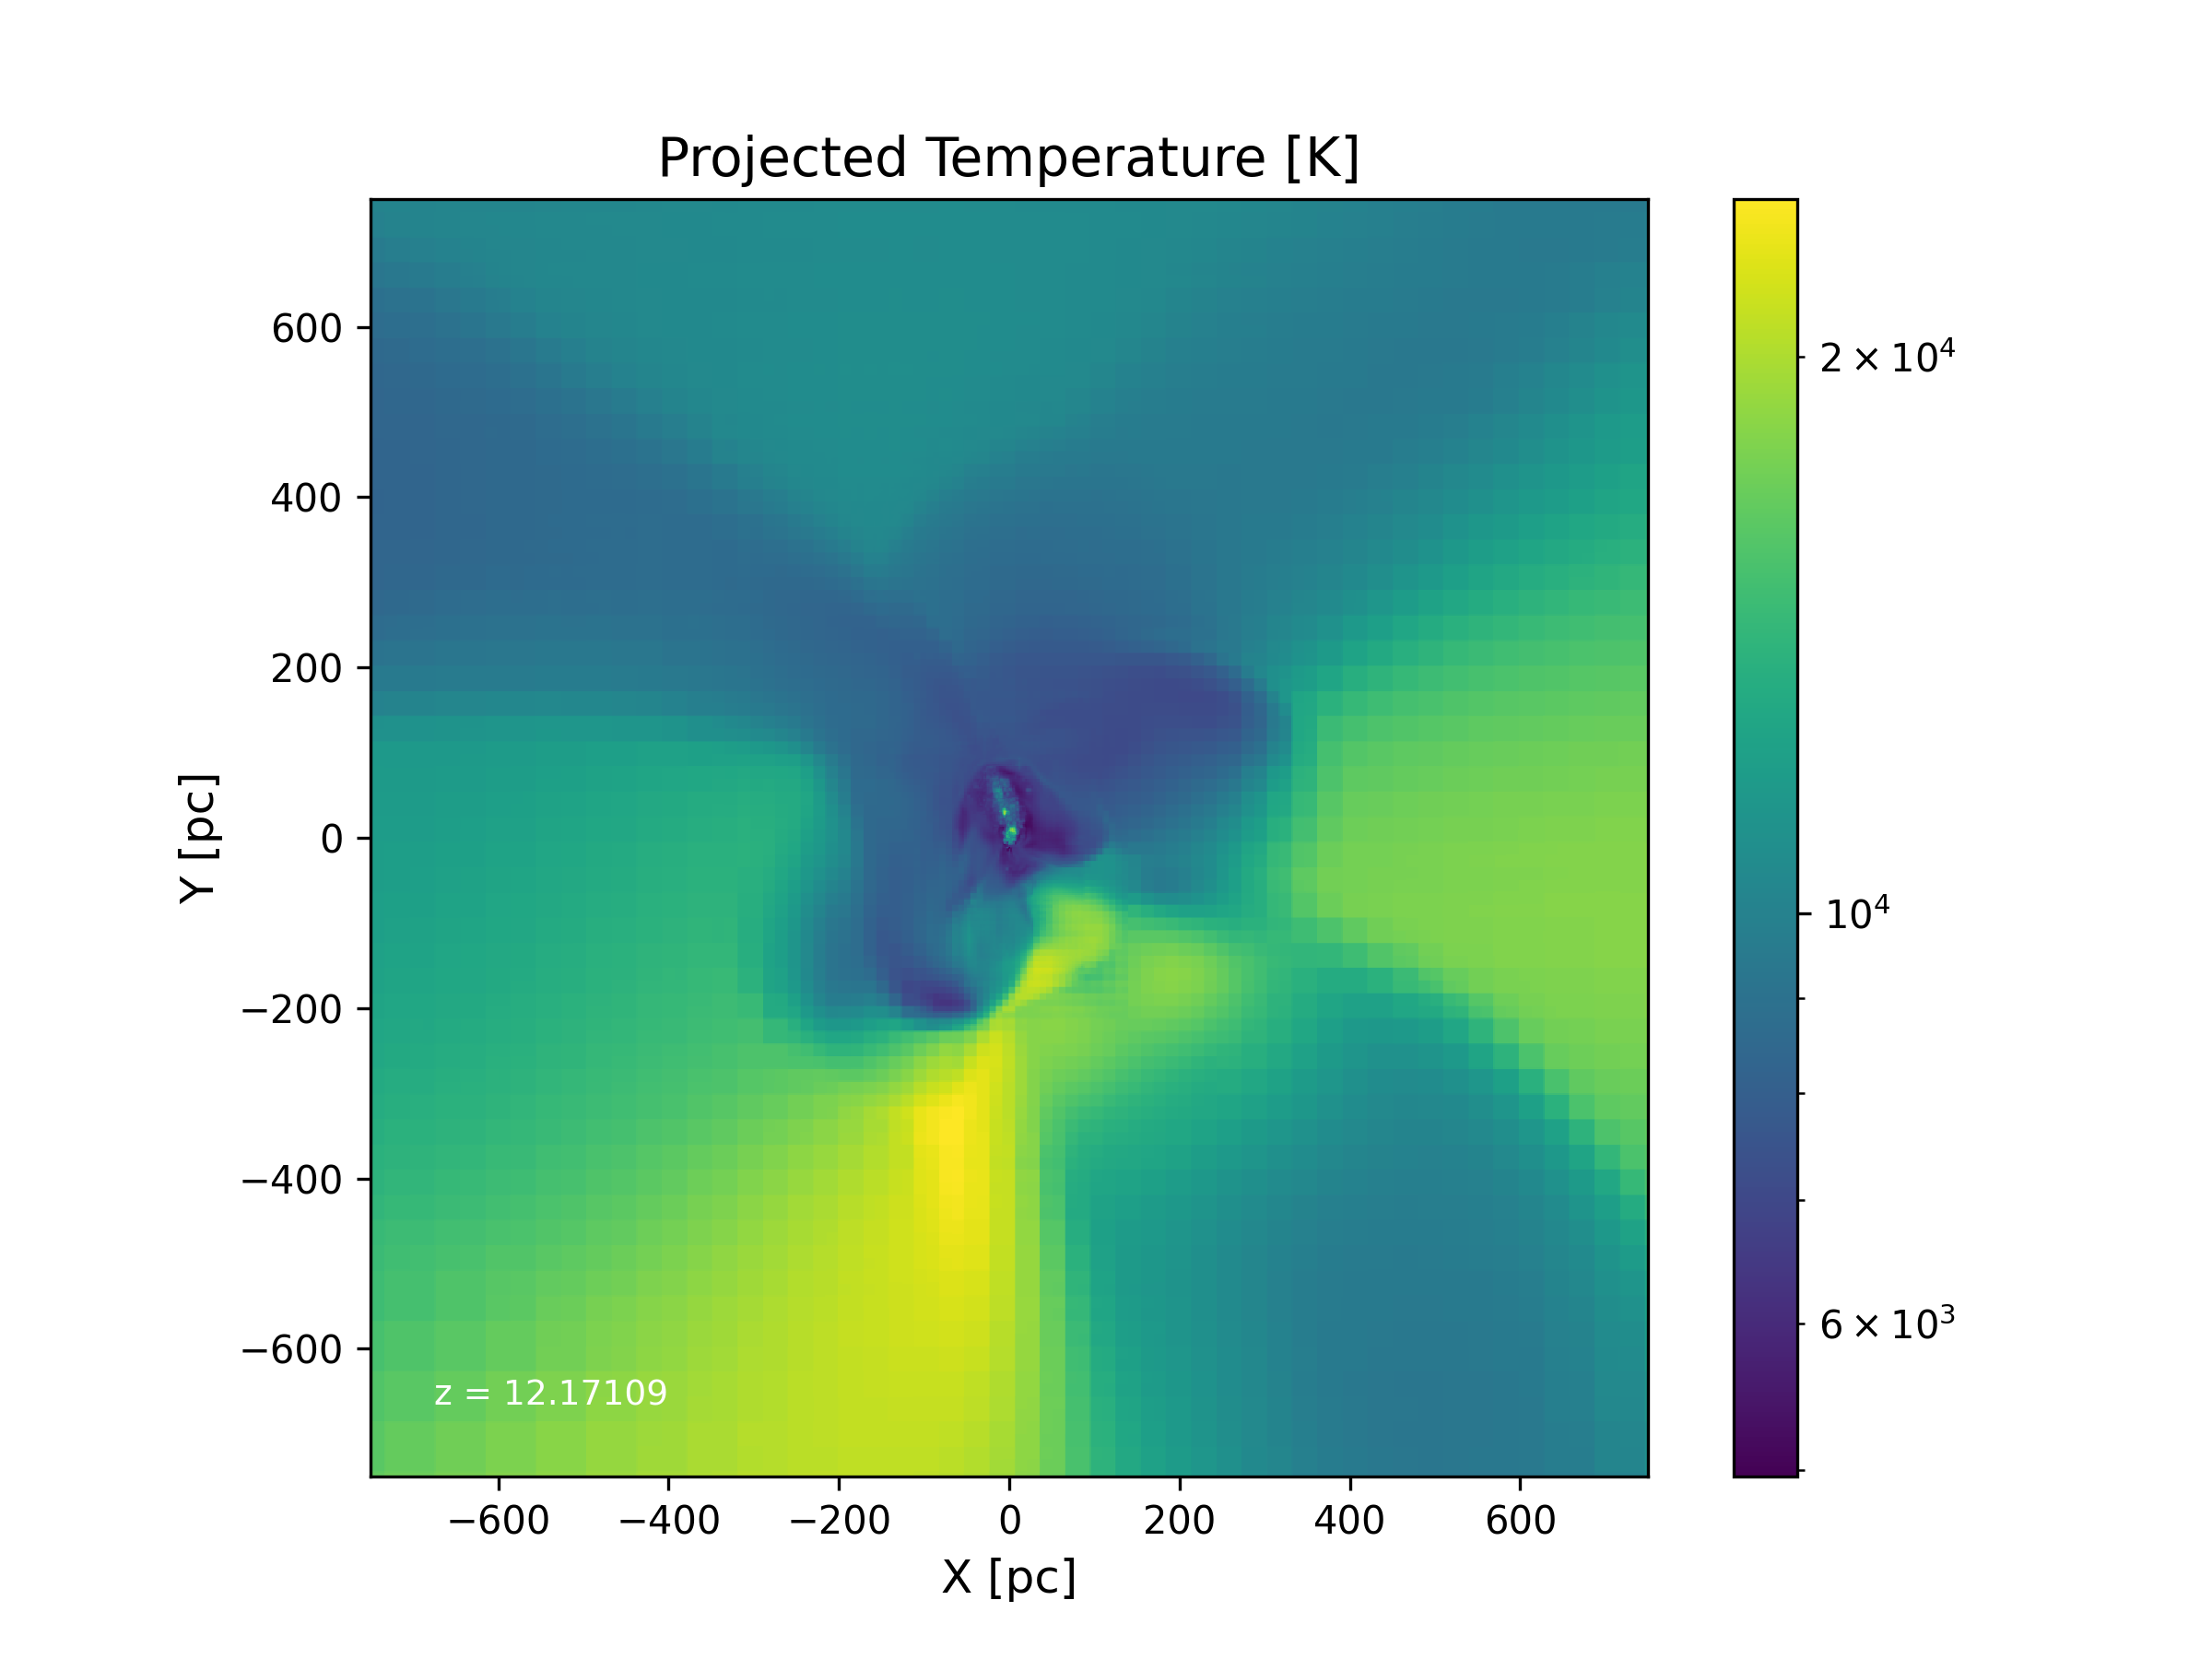 Projected Temperature [K]
600
400
200
0
−200
−400
−600
Y [pc]
−600 −400 −200 0 200 400 600
X [pc]
z = 12.17109
2 × 10⁴
10⁴
6 × 10³